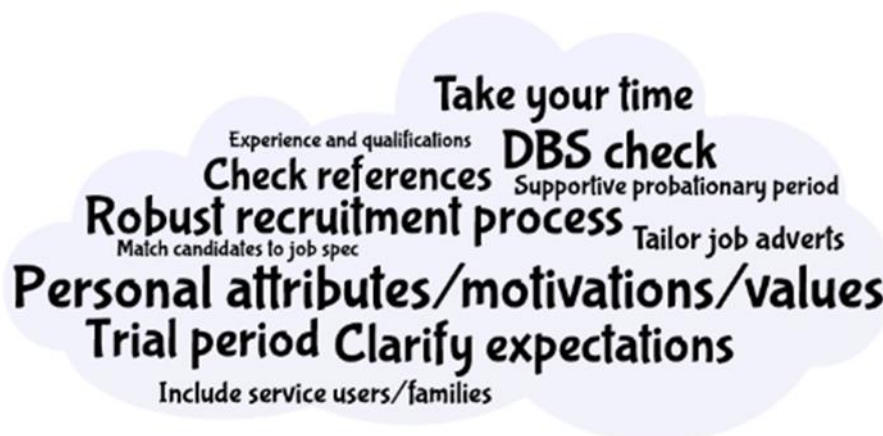 Take your time
Experience and qualifications
DBS check
Check references
Supportive probationary period
Robust recruitment process
Tailor job adverts
Match candidates to job spec
Personal attributes/motivations/values
Trial period
Clarify expectations
Include service users/families